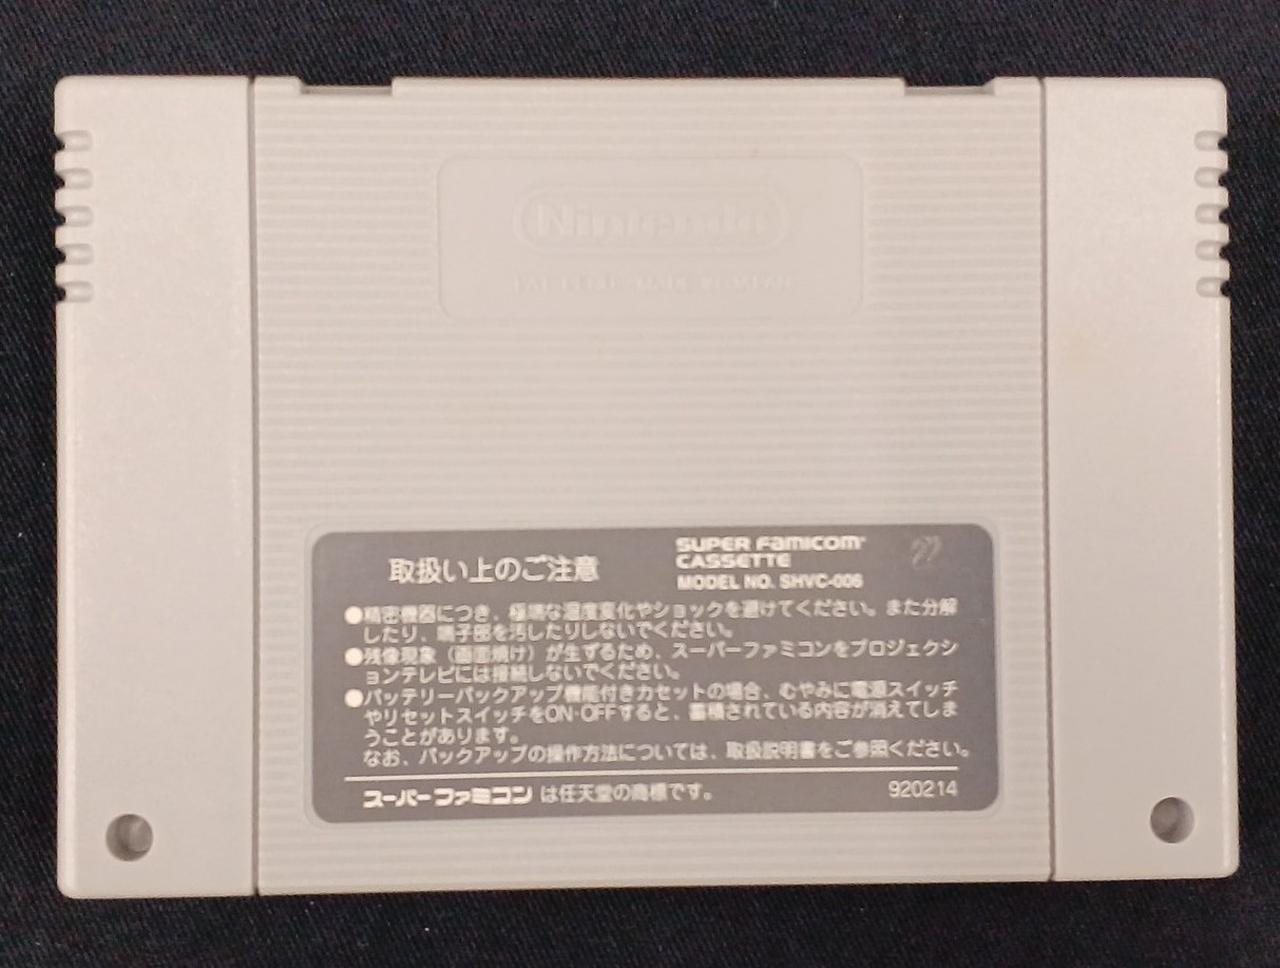 Nintendo
取扱い上のご注意
SUPER FAMICOM
CASSETTE
MODEL NO. SHVC-006
27
●精密機器につき、極端な温度変化やショックを避けてください。また分解
したり、端子部を汚したりしないでください。
●残像現象（画面焼け）が生ずるため、スーパーファミコンをプロジェクシ
ョンテレビには接続しないでください。
●バッテリーバックアップ機能付きカセットの場合、むやみに電源スイッチ
やリセットスイッチをON・OFFすると、蓄積されている内容が消えてしま
うことがあります。
なお、バックアップの操作方法については、取扱説明書をご参照ください。
スーパーファミコン は任天堂の商標です。
920214